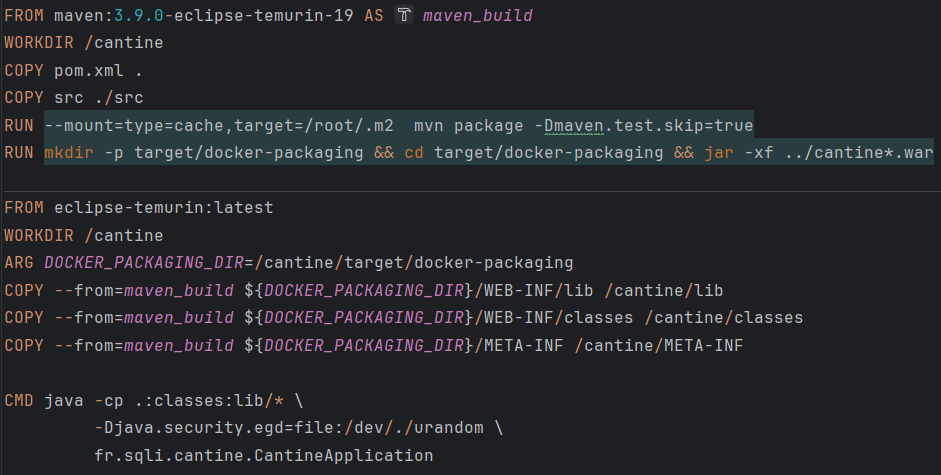 FROM maven:3.9.0-eclipse-temurin-19 AS maven_build
WORKDIR /cantine
COPY pom.xml .
COPY src ./src
RUN --mount=type=cache,target=/root/.m2  mvn package -Dmaven.test.skip=true
RUN mkdir -p target/docker-packaging && cd target/docker-packaging && jar -xf ../cantine*.war
FROM eclipse-temurin:latest
WORKDIR /cantine
ARG DOCKER_PACKAGING_DIR=/cantine/target/docker-packaging
COPY --from=maven_build ${DOCKER_PACKAGING_DIR}/WEB-INF/lib /cantine/lib
COPY --from=maven_build ${DOCKER_PACKAGING_DIR}/WEB-INF/classes /cantine/classes
COPY --from=maven_build ${DOCKER_PACKAGING_DIR}/META-INF /cantine/META-INF
CMD java -cp .:classes:lib/* \
-Djava.security.egd=file:/dev/./urandom \
fr.sqli.cantine.CantineApplication